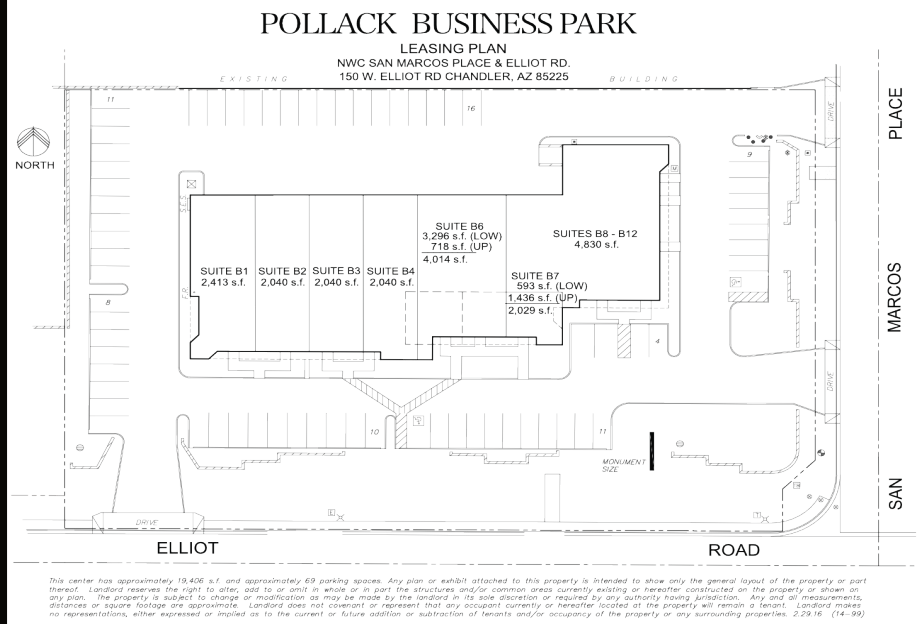 POLLACK BUSINESS PARK
LEASING PLAN
NWC SAN MARCOS PLACE & ELLIOT RD.
150 W. ELLIOT RD CHANDLER, AZ 85225
EXISTING BUILDING
11
16
DRIVE
PLACE
NORTH
9
S.E.S.
SUITE B6
3,296 s.f. (LOW)
718 s.f. (UP)
4,014 s.f.
SUITES B8 - B12
4,830 s.f.
SUITE B1
2,413 s.f.
SUITE B2
2,040 s.f.
SUITE B3
2,040 s.f.
SUITE B4
2,040 s.f.
SUITE B7
593 s.f. (LOW)
1,436 s.f. (UP)
2,029 s.f.
F.R.
8
MARCOS
4
DRIVE
10
11
MONUMENT
SIZE
SAN
DRIVE
ELLIOT ROAD
This center has approximately 19,406 s.f. and approximately 69 parking spaces. Any plan or exhibit attached to this property is intended to show only the general layout of the property or part
thereof. Landlord reserves the right to alter, add to or omit in whole or in part the structures and/or common areas currently existing or hereafter constructed on the property or shown on
any plan. The property is subject to change or modification as may be made by the landlord in its sole discretion or required by any authority having jurisdiction. Any and all measurements,
distances or square footage are approximate. Landlord does not covenant or represent that any occupant currently or hereafter located at the property will remain a tenant. Landlord makes
no representations, either expressed or implied as to the current or future addition or subtraction of tenants and/or occupancy of the property or any surrounding properties. 2.29.16 (14-99)